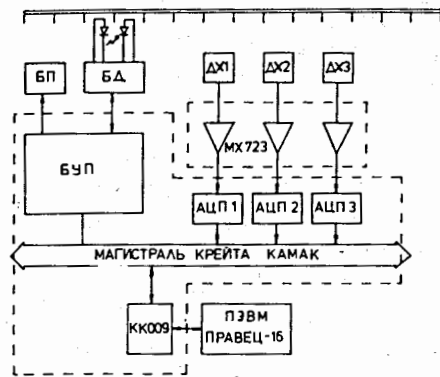 БП
БД
ДХ1
ДХ2
ДХ3
МХ723
БУП
АЦП 1
АЦП 2
АЦП 3
МАГИСТРАЛЬ КРЕЙТА КАМАК
КК009
ПЭВМ
ПРАВЕЦ-16